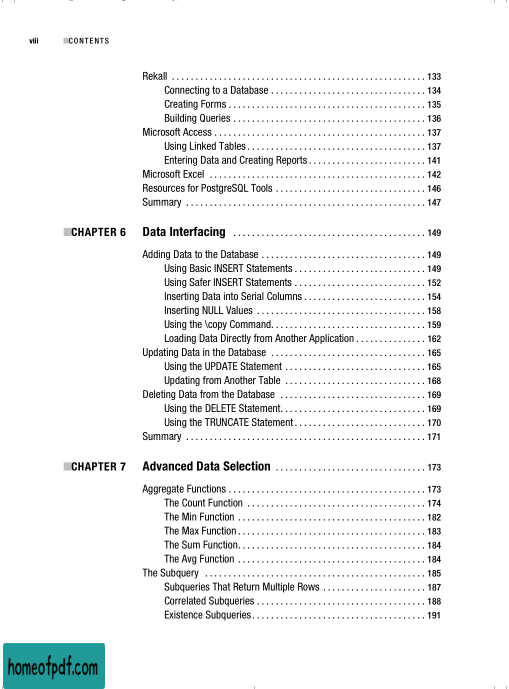 viii ■CONTENTS
Rekall . . . . . . . . . . . . . . . . . . . . . . . . . . . . . . . . . . . . . . . . . . . . . . . . . . . . . . 133
Connecting to a Database . . . . . . . . . . . . . . . . . . . . . . . . . . . . . . . . . 134
Creating Forms . . . . . . . . . . . . . . . . . . . . . . . . . . . . . . . . . . . . . . . . . . 135
Building Queries . . . . . . . . . . . . . . . . . . . . . . . . . . . . . . . . . . . . . . . . . 136
Microsoft Access . . . . . . . . . . . . . . . . . . . . . . . . . . . . . . . . . . . . . . . . . . . . . 137
Using Linked Tables . . . . . . . . . . . . . . . . . . . . . . . . . . . . . . . . . . . . . . 137
Entering Data and Creating Reports . . . . . . . . . . . . . . . . . . . . . . . . . 141
Microsoft Excel . . . . . . . . . . . . . . . . . . . . . . . . . . . . . . . . . . . . . . . . . . . . . . 142
Resources for PostgreSQL Tools . . . . . . . . . . . . . . . . . . . . . . . . . . . . . . . . 146
Summary . . . . . . . . . . . . . . . . . . . . . . . . . . . . . . . . . . . . . . . . . . . . . . . . . . . 147
■CHAPTER 6 Data Interfacing . . . . . . . . . . . . . . . . . . . . . . . . . . . . . . . . . . . . . . . . . 149
Adding Data to the Database . . . . . . . . . . . . . . . . . . . . . . . . . . . . . . . . . . . 149
Using Basic INSERT Statements . . . . . . . . . . . . . . . . . . . . . . . . . . . . 149
Using Safer INSERT Statements . . . . . . . . . . . . . . . . . . . . . . . . . . . . 152
Inserting Data into Serial Columns . . . . . . . . . . . . . . . . . . . . . . . . . . 154
Inserting NULL Values . . . . . . . . . . . . . . . . . . . . . . . . . . . . . . . . . . . . 158
Using the \copy Command. . . . . . . . . . . . . . . . . . . . . . . . . . . . . . . . . 159
Loading Data Directly from Another Application . . . . . . . . . . . . . . . 162
Updating Data in the Database . . . . . . . . . . . . . . . . . . . . . . . . . . . . . . . . . 165
Using the UPDATE Statement . . . . . . . . . . . . . . . . . . . . . . . . . . . . . . 165
Updating from Another Table . . . . . . . . . . . . . . . . . . . . . . . . . . . . . . 168
Deleting Data from the Database . . . . . . . . . . . . . . . . . . . . . . . . . . . . . . . 169
Using the DELETE Statement. . . . . . . . . . . . . . . . . . . . . . . . . . . . . . . 169
Using the TRUNCATE Statement . . . . . . . . . . . . . . . . . . . . . . . . . . . . 170
Summary . . . . . . . . . . . . . . . . . . . . . . . . . . . . . . . . . . . . . . . . . . . . . . . . . . . 171
■CHAPTER 7 Advanced Data Selection . . . . . . . . . . . . . . . . . . . . . . . . . . . . . . . . 173
Aggregate Functions . . . . . . . . . . . . . . . . . . . . . . . . . . . . . . . . . . . . . . . . . . 173
The Count Function . . . . . . . . . . . . . . . . . . . . . . . . . . . . . . . . . . . . . . 174
The Min Function . . . . . . . . . . . . . . . . . . . . . . . . . . . . . . . . . . . . . . . . 182
The Max Function . . . . . . . . . . . . . . . . . . . . . . . . . . . . . . . . . . . . . . . . 183
The Sum Function. . . . . . . . . . . . . . . . . . . . . . . . . . . . . . . . . . . . . . . . 184
The Avg Function . . . . . . . . . . . . . . . . . . . . . . . . . . . . . . . . . . . . . . . . 184
The Subquery . . . . . . . . . . . . . . . . . . . . . . . . . . . . . . . . . . . . . . . . . . . . . . . 185
Subqueries That Return Multiple Rows . . . . . . . . . . . . . . . . . . . . . . 187
Correlated Subqueries . . . . . . . . . . . . . . . . . . . . . . . . . . . . . . . . . . . . 188
Existence Subqueries . . . . . . . . . . . . . . . . . . . . . . . . . . . . . . . . . . . . . 191
homeofpdf.com